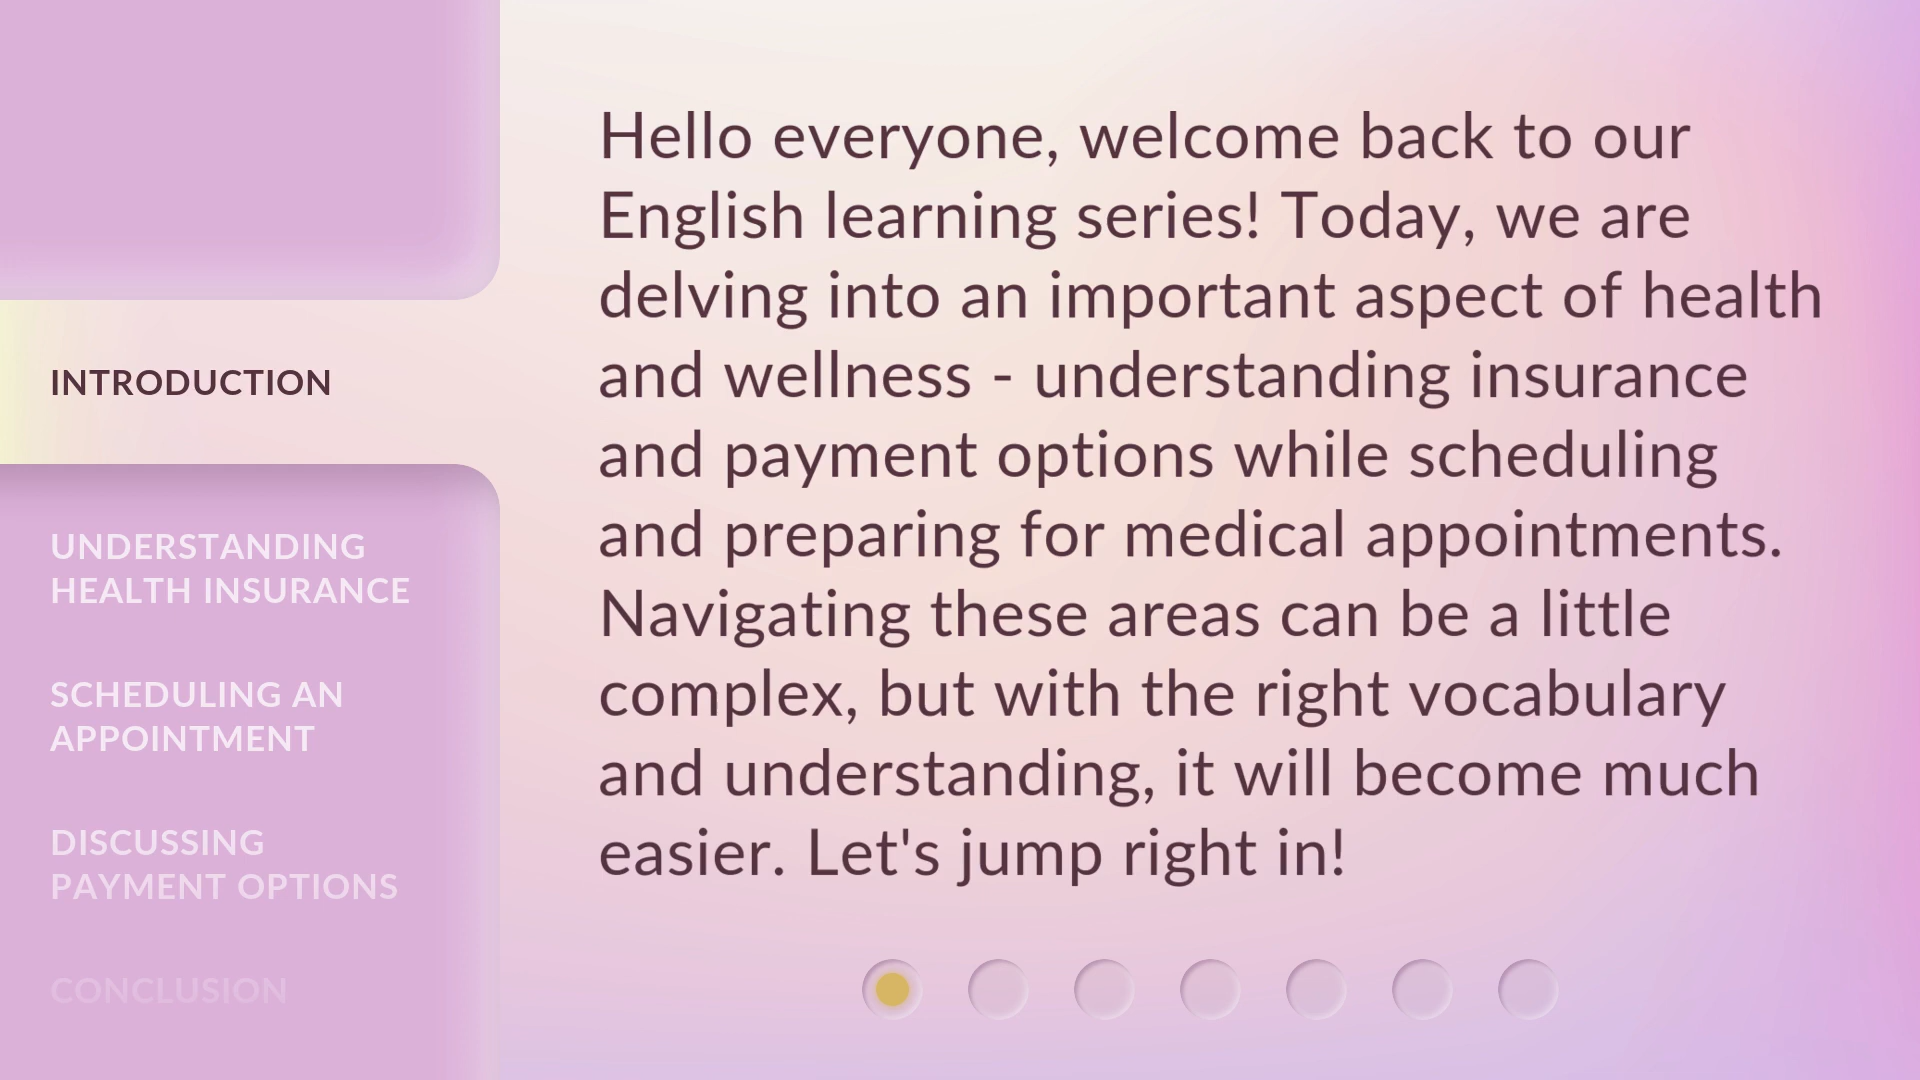 INTRODUCTION
UNDERSTANDING
HEALTH INSURANCE
SCHEDULING AN
APPOINTMENT
DISCUSSING
PAYMENT OPTIONS
CONCLUSION
Hello everyone, welcome back to our
English learning series! Today, we are
delving into an important aspect of health
and wellness - understanding insurance
and payment options while scheduling
and preparing for medical appointments.
Navigating these areas can be a little
complex, but with the right vocabulary
and understanding, it will become much
easier. Let's jump right in!